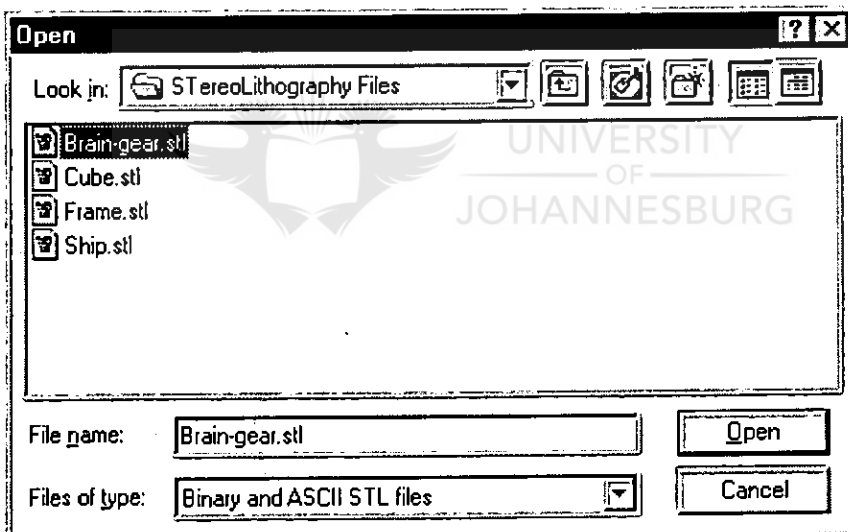 Open
Look in: STereoLithography Files
Brain-gear.stl
Cube.stl
Frame.stl
Ship.stl
UNIVERSITY
OF
JOHANNESBURG
File name: Brain-gear.stl Open
Files of type: Binary and ASCII STL files Cancel